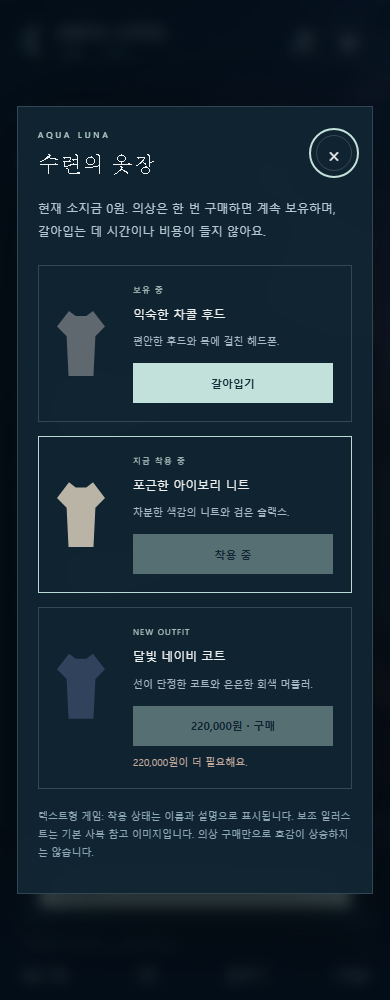 AQUA LUNA
수련의 옷장
×
현재 소지금 0원. 의상은 한 번 구매하면 계속 보유하며,
갈아입는 데 시간이나 비용이 들지 않아요.
보유 중
익숙한 차콜 후드
편안한 후드와 목에 걸친 헤드폰.
갈아입기
지금 착용 중
포근한 아이보리 니트
차분한 색감의 니트와 검은 슬랙스.
착용 중
NEW OUTFIT
달빛 네이비 코트
선이 단정한 코트와 은은한 회색 머플러.
220,000원 · 구매
220,000원이 더 필요해요.
텍스트형 게임: 착용 상태는 이름과 설명으로 표시됩니다. 보조 일러스
트는 기본 사복 참고 이미지입니다. 의상 구매만으로 호감이 상승하지
는 않습니다.